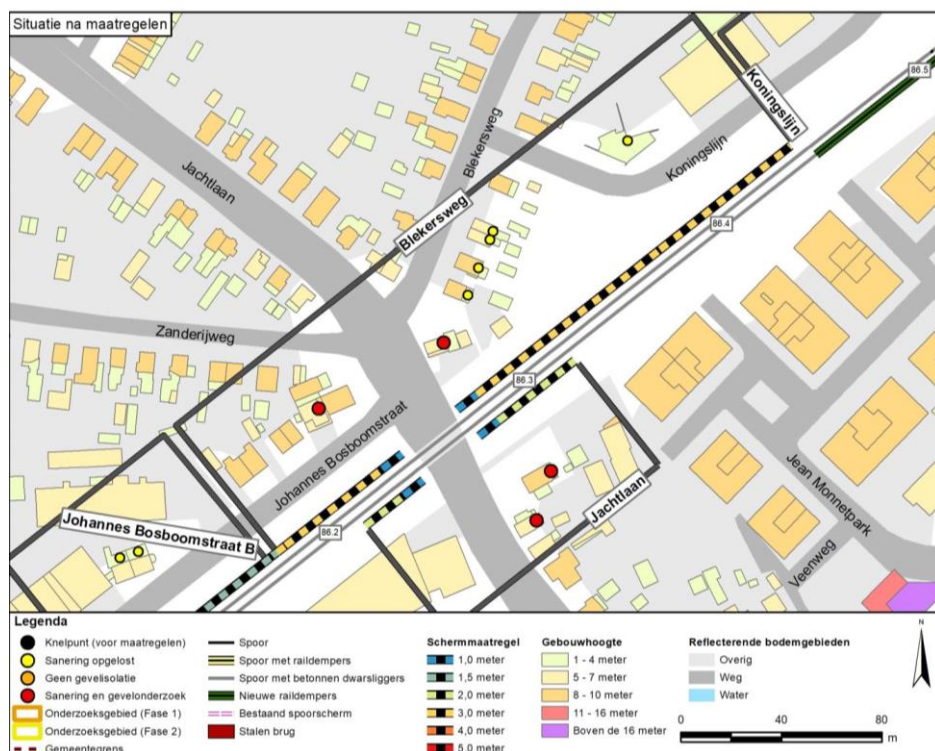 Situatie na maatregelen
86.5
Koningslijn
Jachtlaan
Blekersweg
Koningslijn
Blekersweg
86.4
Zanderijweg
86.3
Johannes Bosboomstraat
Jachtlaan
Jean Monnetpark
Johannes Bosboomstraat B
86.2
Veenweg
Legenda
Knelpunt (voor maatregelen)
Sanering opgelost
Geen gevelisolatie
Sanering en gevelonderzoek
Onderzoeksgebied (Fase 1)
Onderzoeksgebied (Fase 2)
Gemeentegrens
Spoor
Spoor met raildempers
Spoor met betonnen dwarsliggers
Nieuwe raildempers
Bestaand spoorscherm
Stalen brug
Schermmaatregel
1,0 meter
1,5 meter
2,0 meter
3,0 meter
4,0 meter
5,0 meter
Gebouwhoogte
1 - 4 meter
5 - 7 meter
8 - 10 meter
11 - 16 meter
Boven de 16 meter
Reflecterende bodemgebieden
Overig
Weg
Water
N
0 40 80
m